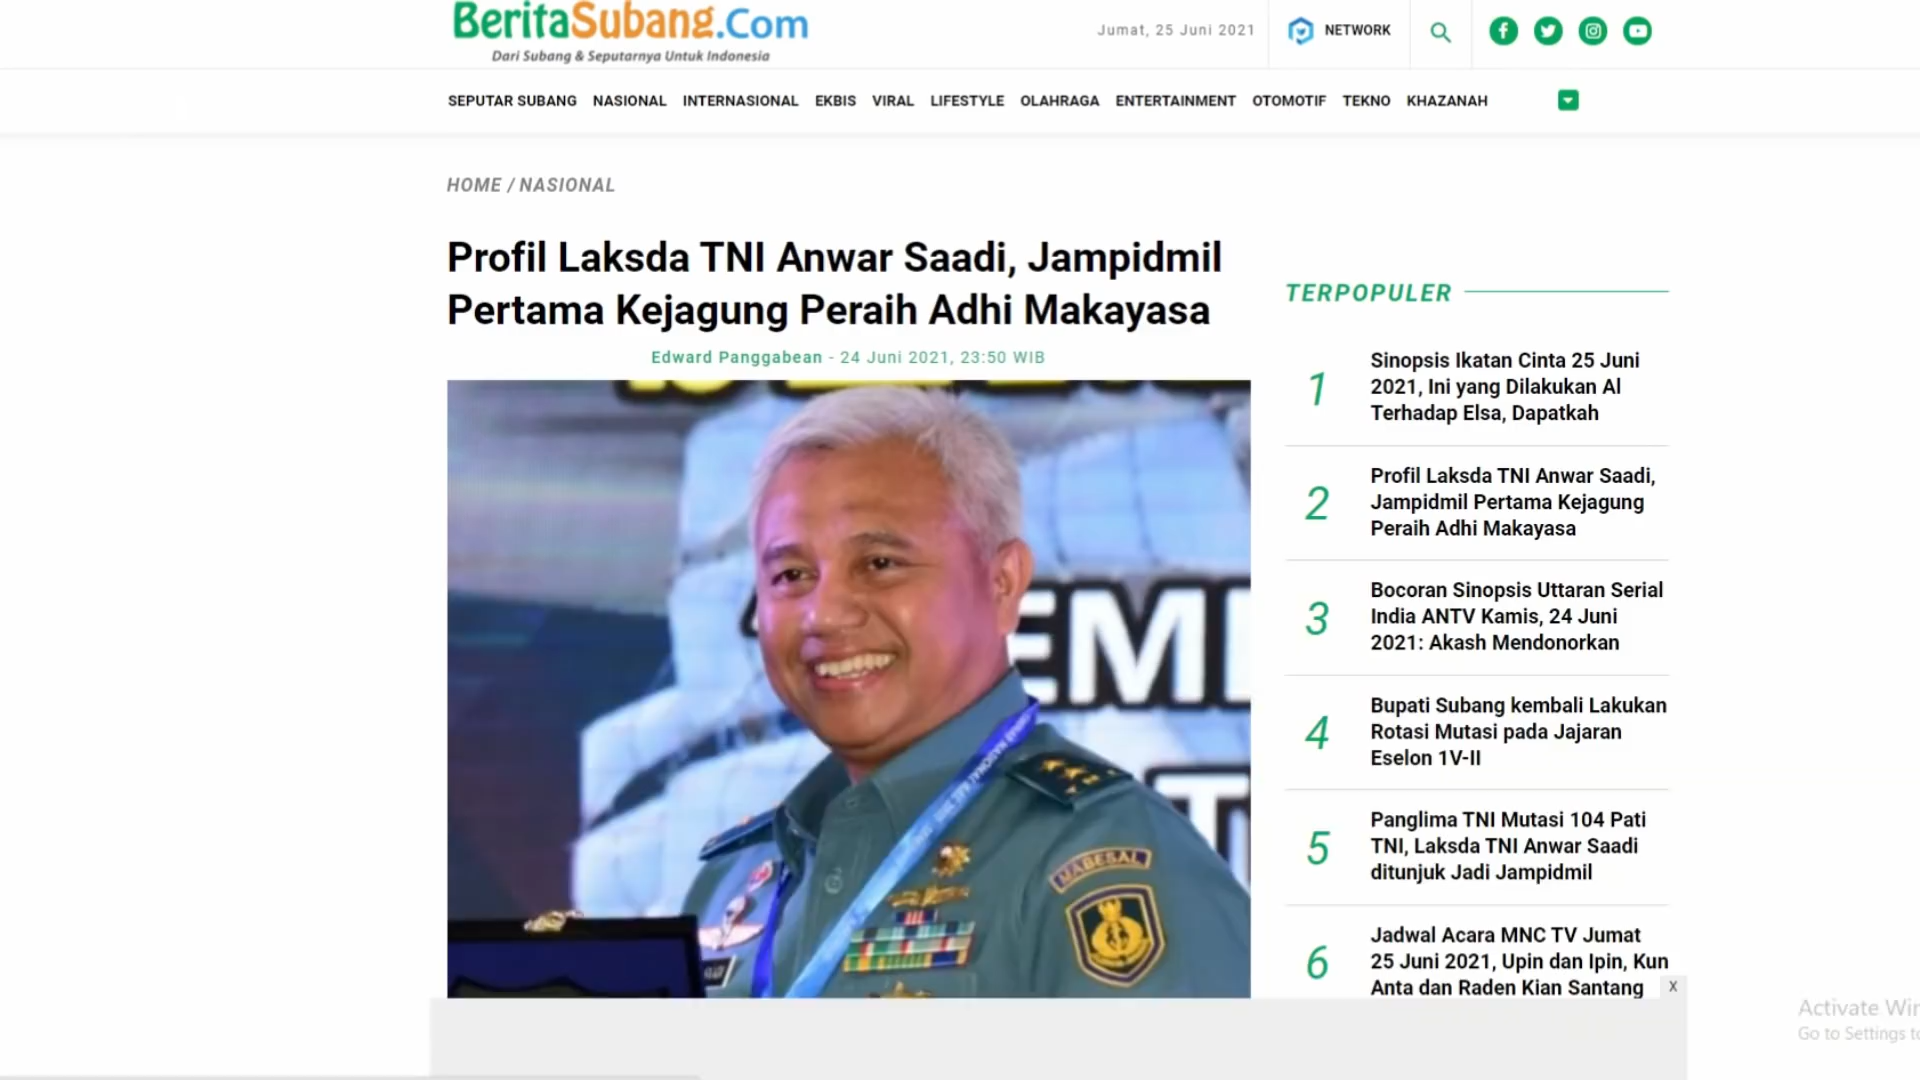 BeritaSubang.Com
Dari Subang & Seputarnya Untuk Indonesia
Jumat, 25 Juni 2021
NETWORK
SEPUTAR SUBANG NASIONAL INTERNASIONAL EKBIS VIRAL LIFESTYLE OLAHRAGA ENTERTAINMENT OTOMOTIF TEKNO KHAZANAH
HOME / NASIONAL
Profil Laksda TNI Anwar Saadi, Jampidmil
Pertama Kejagung Peraih Adhi Makayasa
Edward Panggabean - 24 Juni 2021, 23:50 WIB
EM
T
MABESAL
TERPOPULER
1
Sinopsis Ikatan Cinta 25 Juni
2021, Ini yang Dilakukan Al
Terhadap Elsa, Dapatkah
2
Profil Laksda TNI Anwar Saadi,
Jampidmil Pertama Kejagung
Peraih Adhi Makayasa
3
Bocoran Sinopsis Uttaran Serial
India ANTV Kamis, 24 Juni
2021: Akash Mendonorkan
4
Bupati Subang kembali Lakukan
Rotasi Mutasi pada Jajaran
Eselon 1V-II
5
Panglima TNI Mutasi 104 Pati
TNI, Laksda TNI Anwar Saadi
ditunjuk Jadi Jampidmil
6
Jadwal Acara MNC TV Jumat
25 Juni 2021, Upin dan Ipin, Kun
Anta dan Raden Kian Santang
X
Activate Win
Go to Settings to